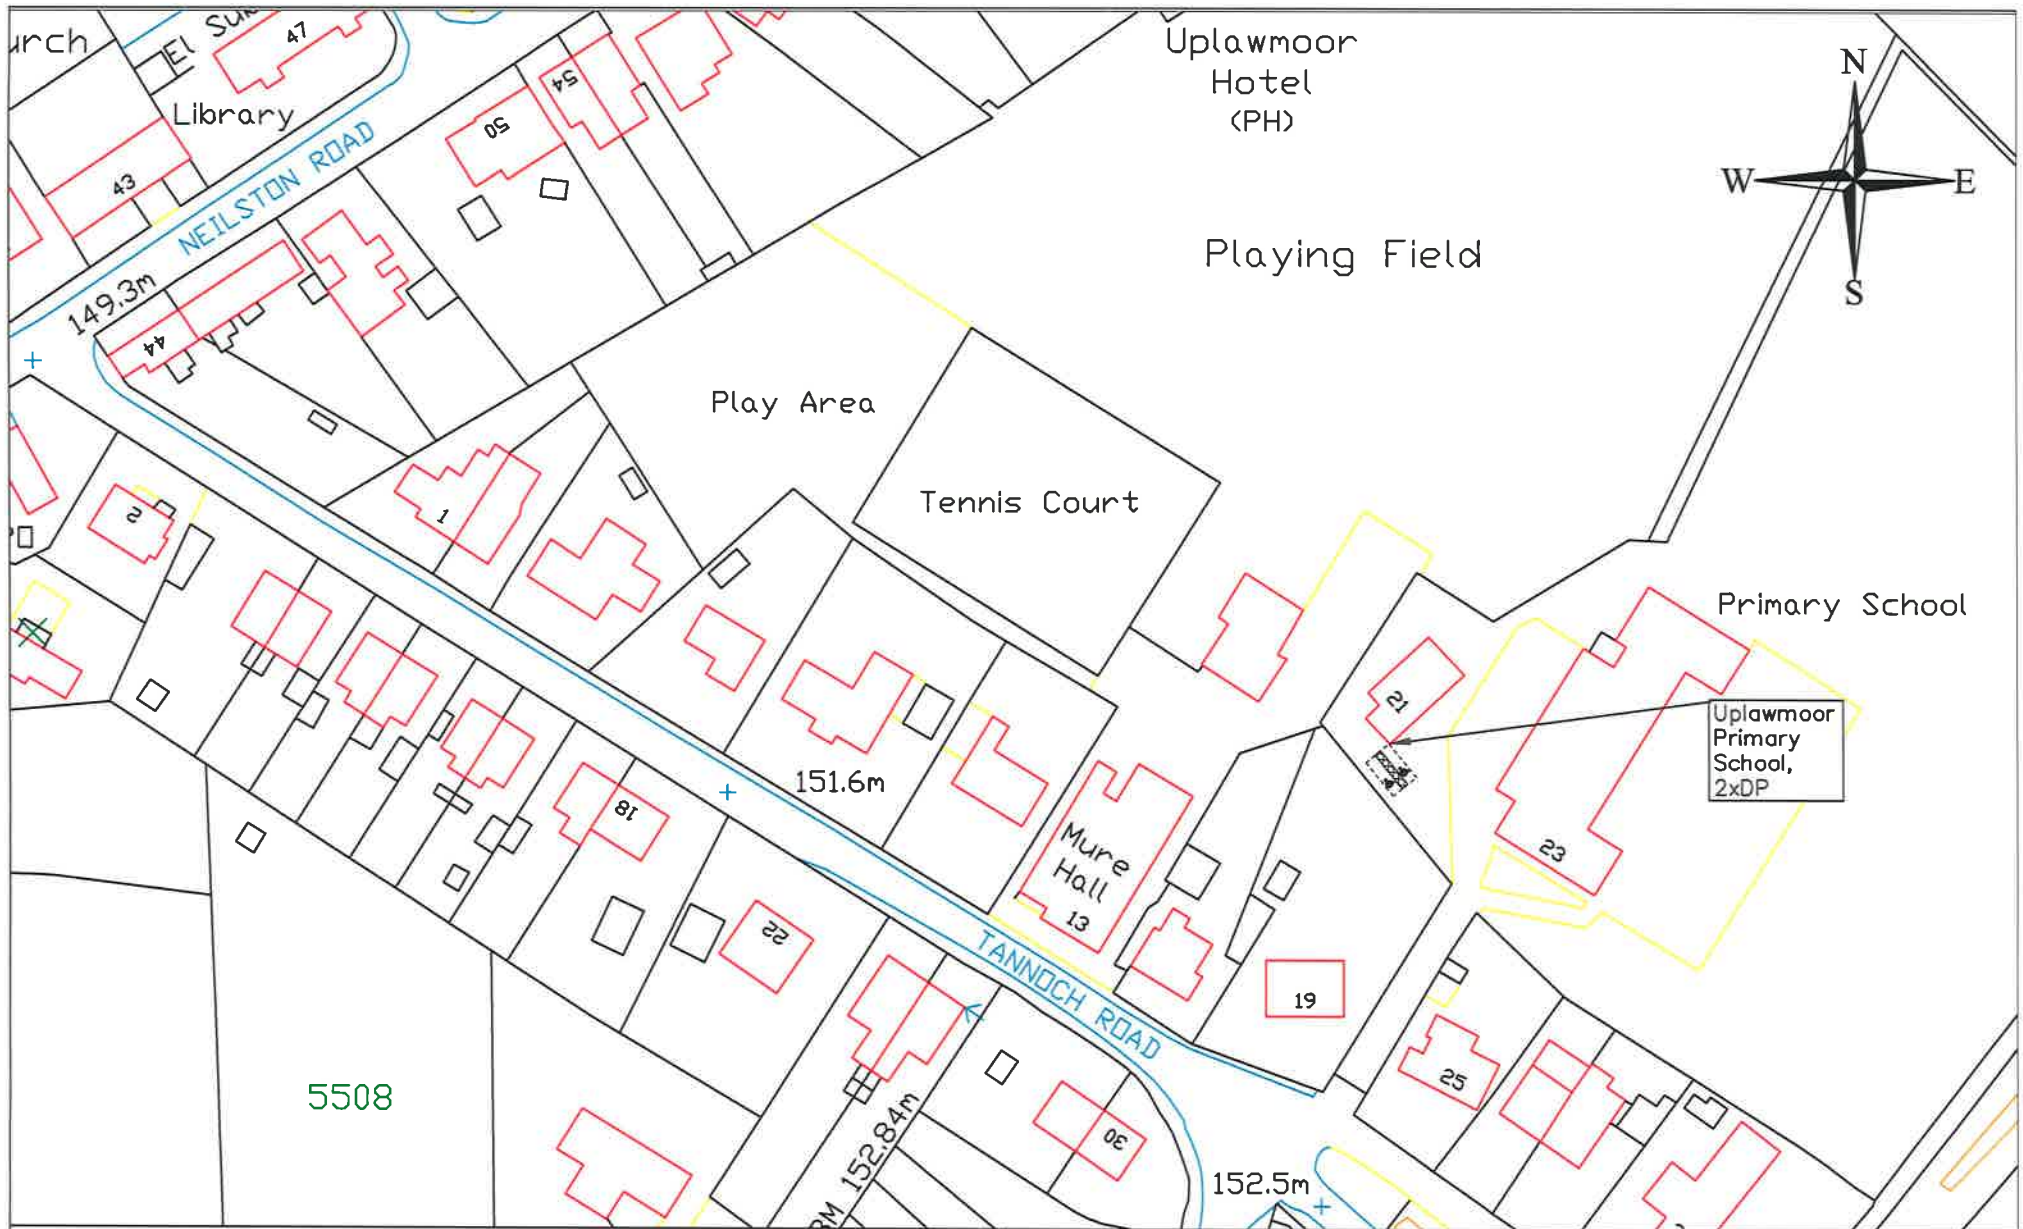 urch
47
Library
43
NEILSTON ROAD
149.3m
44
50
54
Uplawmoor
Hotel
(PH)
N
W
E
S
Playing Field
Play Area
Tennis Court
1
2
Primary School
21
Uplawmoor
Primary
School,
2xDP
151.6m
18
Mure
Hall
13
23
22
TANNOCH ROAD
19
25
5508
BM 152.84m
30
152.5m